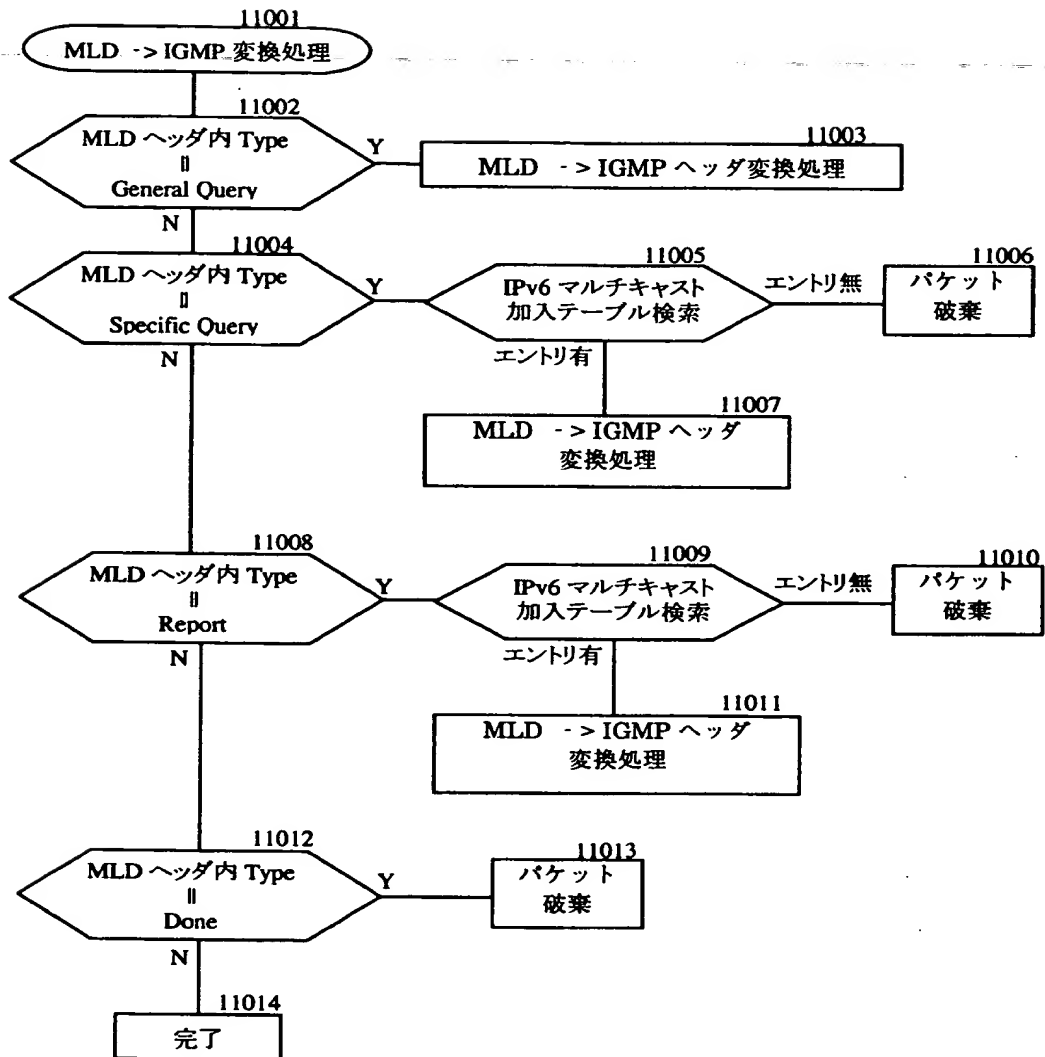 11001
MLD -> IGMP 変換処理
11002
MLD ヘッダ内 Type
=
General Query
Y
N
11003
MLD -> IGMP ヘッダ変換処理
11004
MLD ヘッダ内 Type
=
Specific Query
Y
N
11005
IPv6 マルチキャスト
加入テーブル検索
エントリ無
エントリ有
11006
パケット
破棄
11007
MLD -> IGMP ヘッダ
変換処理
11008
MLD ヘッダ内 Type
=
Report
Y
N
11009
IPv6 マルチキャスト
加入テーブル検索
エントリ無
エントリ有
11010
パケット
破棄
11011
MLD -> IGMP ヘッダ
変換処理
11012
MLD ヘッダ内 Type
=
Done
Y
N
11013
パケット
破棄
11014
完了